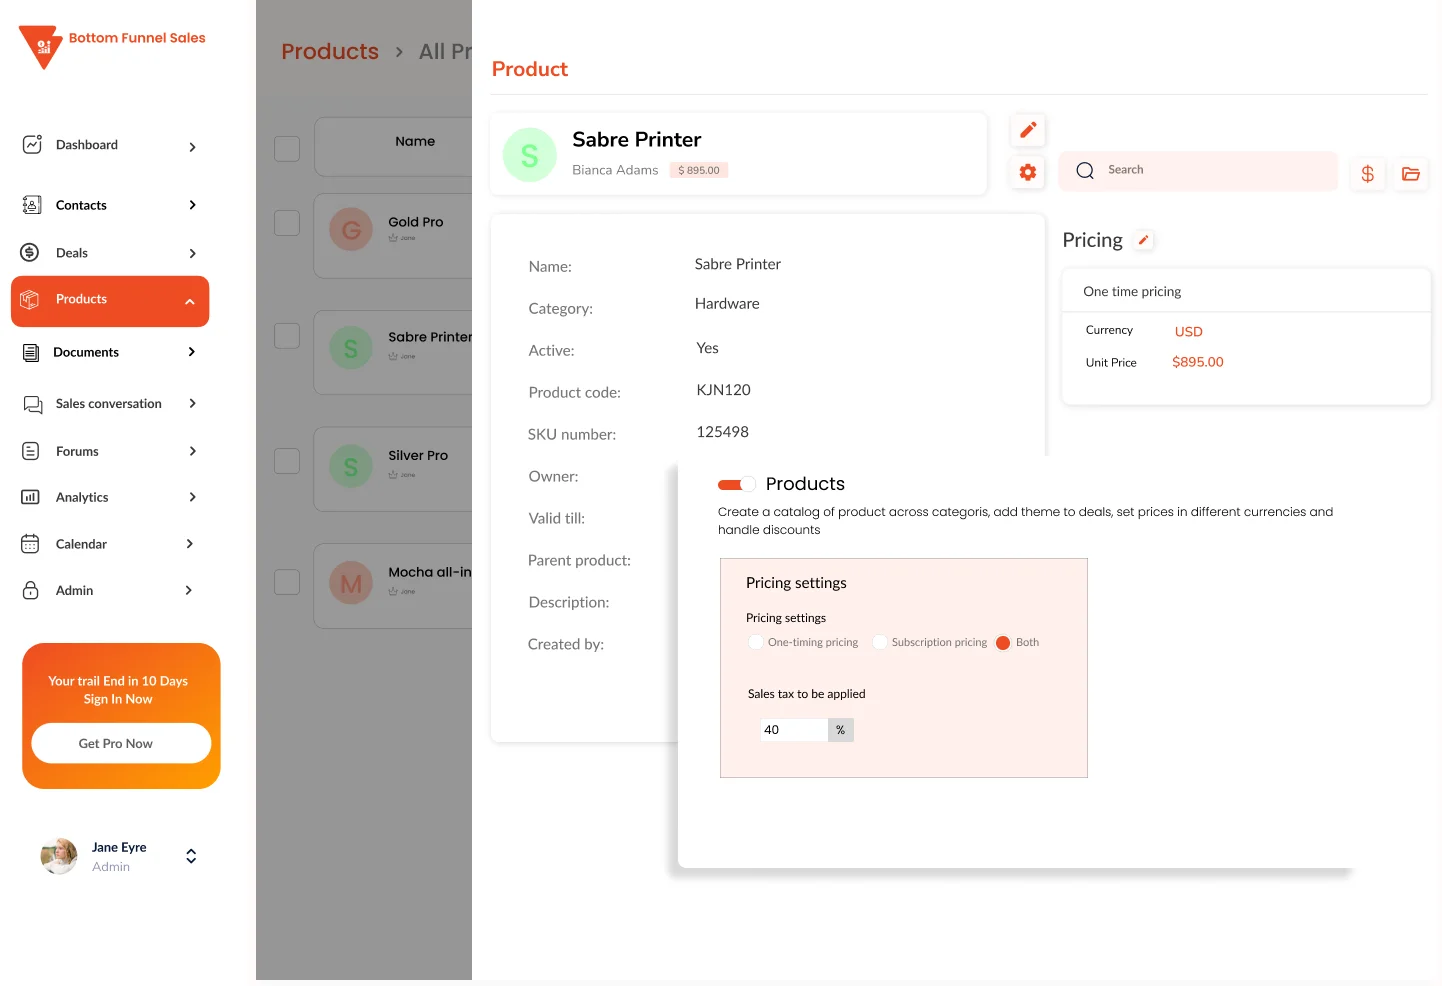 Bottom Funnel Sales
Dashboard
Contacts
Deals
Products
Documents
Sales conversation
Forums
Analytics
Calendar
Admin
Your trail End in 10 Days
Sign In Now
Get Pro Now
Jane Eyre
Admin
Products > All Pr
Name
G
Gold Pro
Jane
S
Sabre Printer
Jane
S
Silver Pro
Jane
M
Mocha all-in
Jane
Product
S
Sabre Printer
Bianca Adams $ 895.00
Search
$
Name: Sabre Printer
Category: Hardware
Active: Yes
Product code: KJN120
SKU number: 125498
Owner:
Valid till:
Parent product:
Description:
Created by:
Pricing
One time pricing
Currency USD
Unit Price $895.00
Products
Create a catalog of product across categoris, add theme to deals, set prices in different currencies and
handle discounts
Pricing settings
Pricing settings
One-timing pricing Subscription pricing Both
Sales tax to be applied
40 %